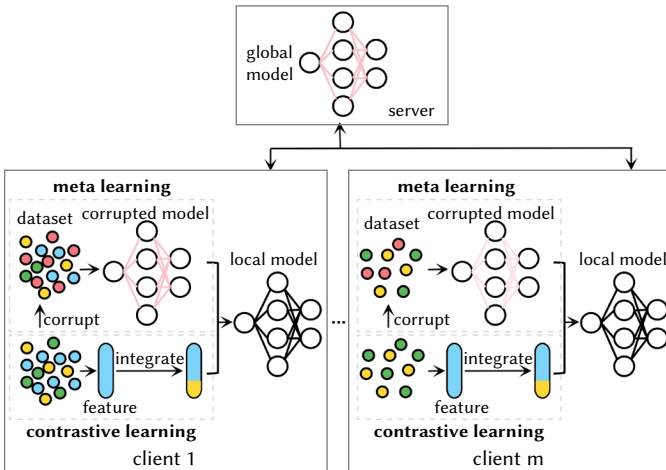 global
model
server
meta learning
dataset
corrupted model
local model
corrupt
integrate
feature
contrastive learning
client 1
...
meta learning
dataset
corrupted model
local model
corrupt
integrate
feature
contrastive learning
client m